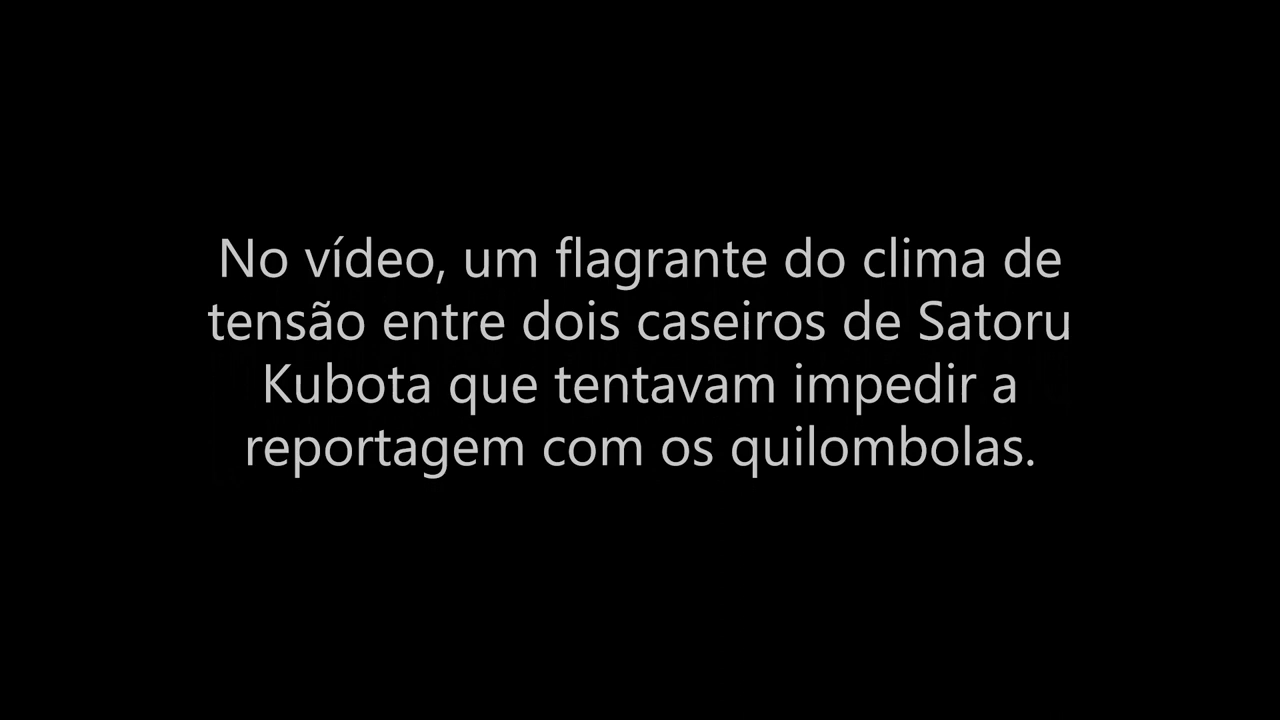 No vídeo, um flagrante do clima de
tensão entre dois caseiros de Satoru
Kubota que tentavam impedir a
reportagem com os quilombolas.